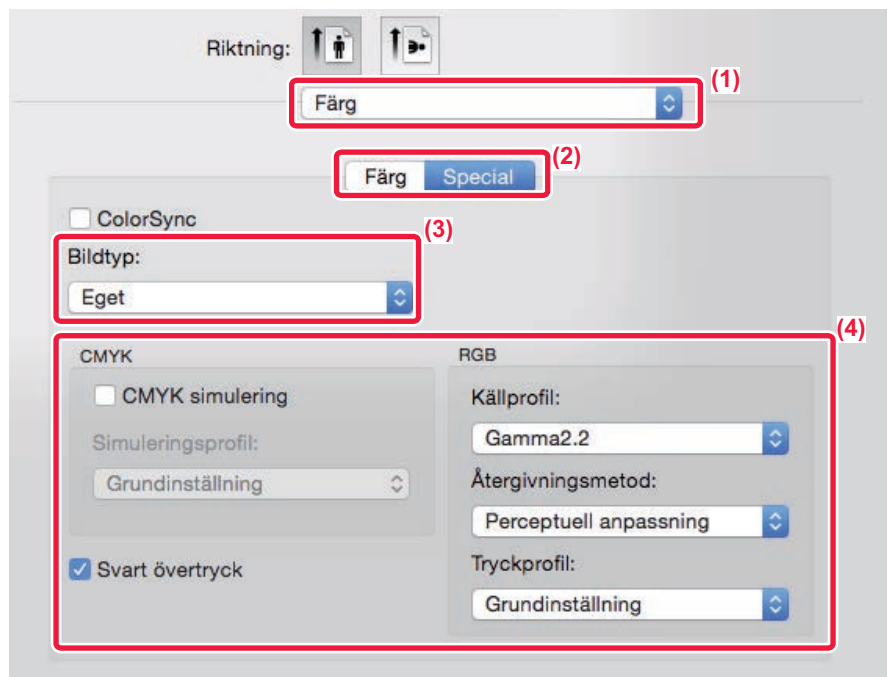 Riktning:
(1)
Färg
(2)
Färg Special
ColorSync
(3)
Bildtyp:
Eget
(4)
CMYK
CMYK simulering
Simuleringsprofil:
Grundinställning
Svart övertryck
RGB
Källprofil:
Gamma2.2
Återgivningsmetod:
Perceptuell anpassning
Tryckprofil:
Grundinställning